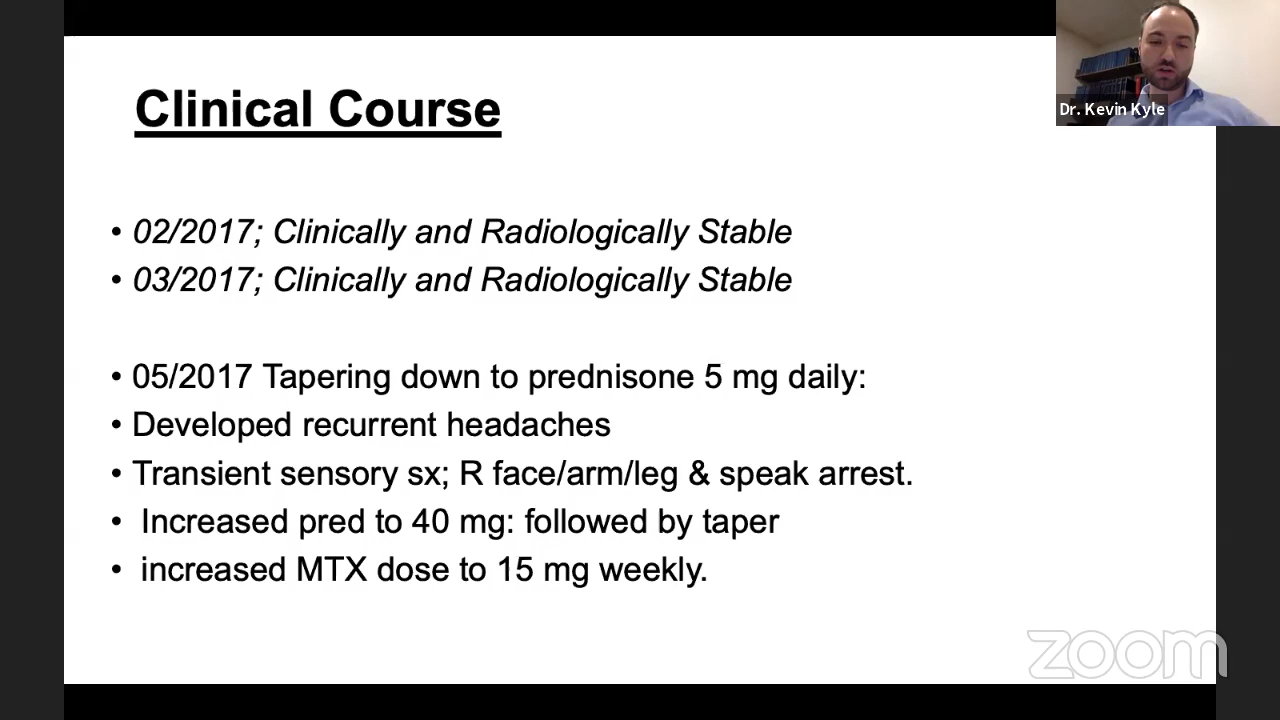 Clinical Course
Dr. Kevin Kyle
• 02/2017; Clinically and Radiologically Stable
• 03/2017; Clinically and Radiologically Stable
• 05/2017 Tapering down to prednisone 5 mg daily:
• Developed recurrent headaches
• Transient sensory sx; R face/arm/leg & speak arrest.
• Increased pred to 40 mg: followed by taper
• increased MTX dose to 15 mg weekly.
zoom